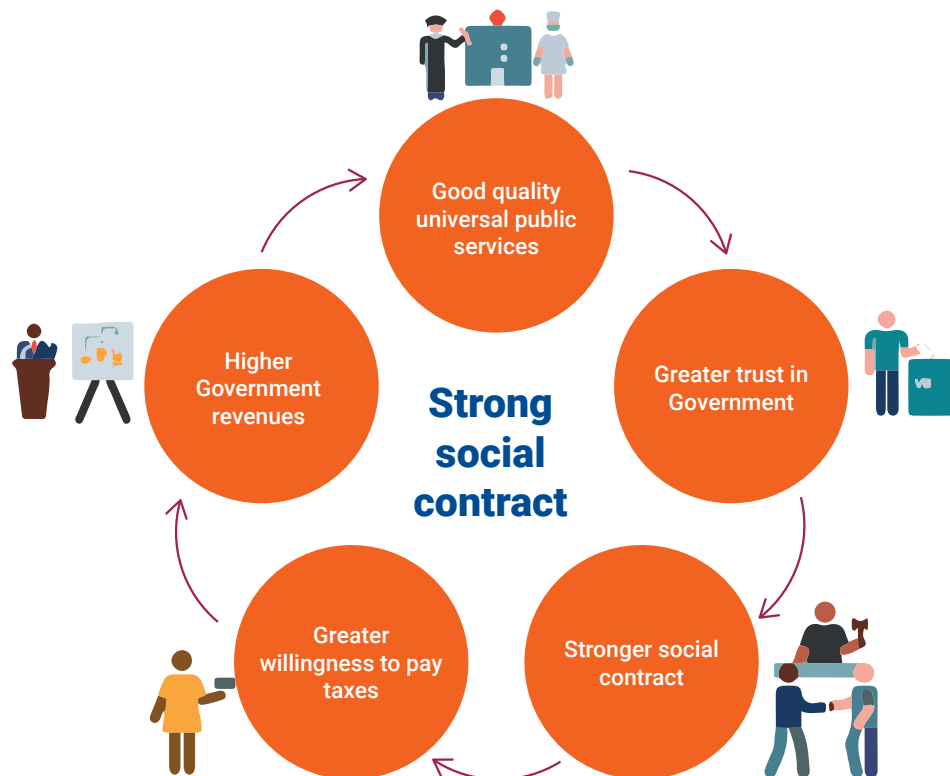 Good quality
universal public
services
Greater trust in
Government
Stronger social
contract
Greater
willingness to pay
taxes
Higher
Government
revenues
Strong
social
contract